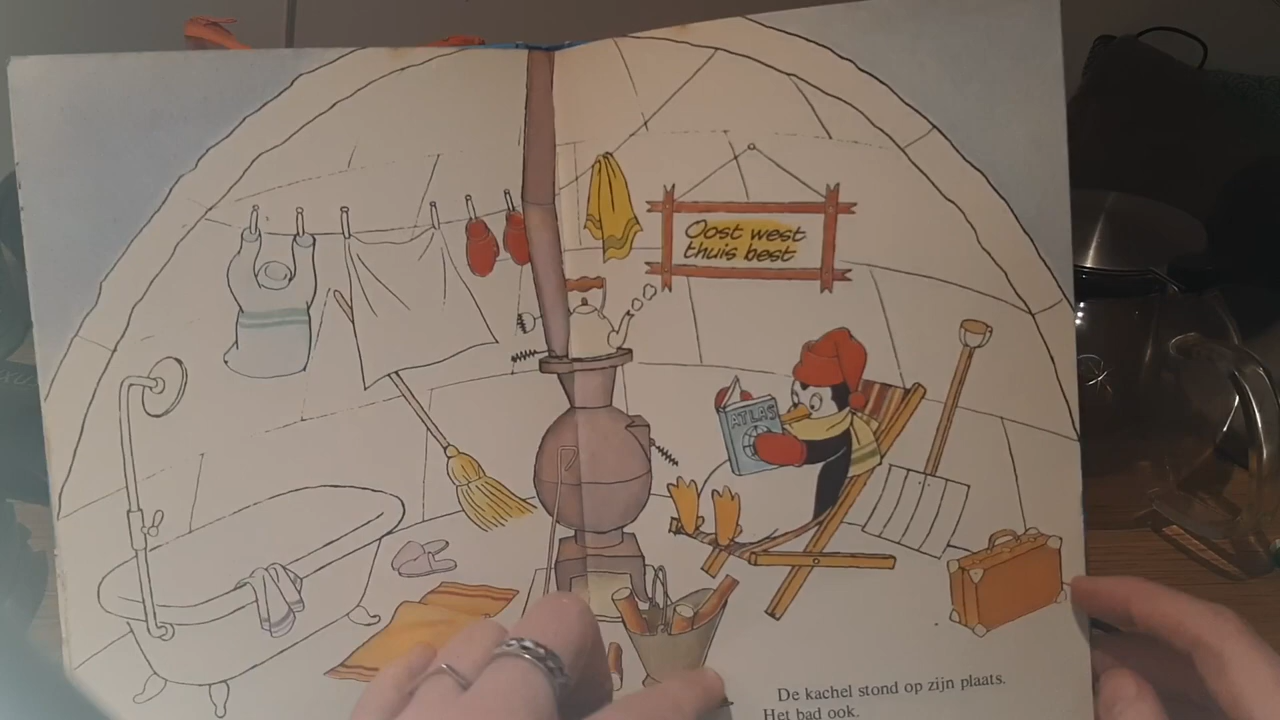 Oost west
thuis best
ATLAS
De kachel stond op zijn plaats.
Het bad ook.